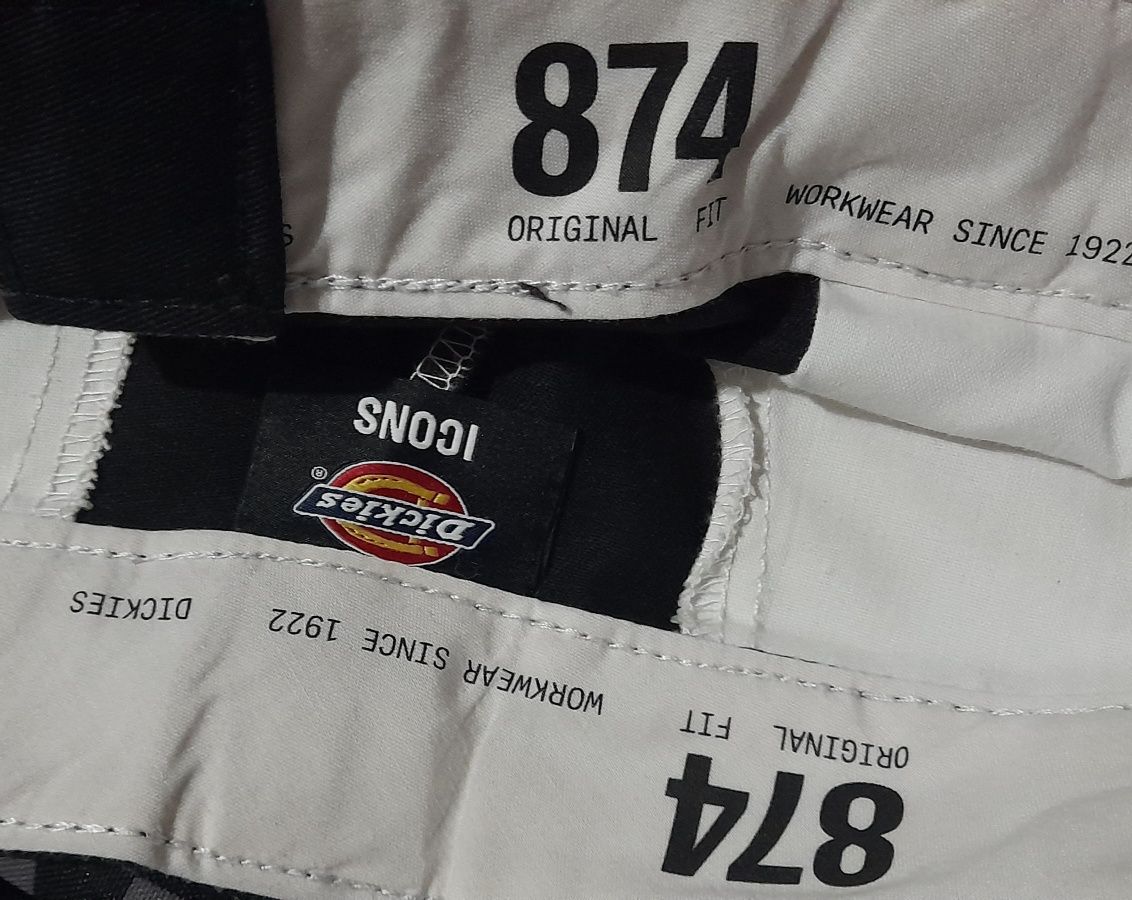 874
ORIGINAL FIT
WORKWEAR SINCE 1922
S
ICONS
Dickies
®
DICKIES
WORKWEAR SINCE 1922
ORIGINAL FIT
874